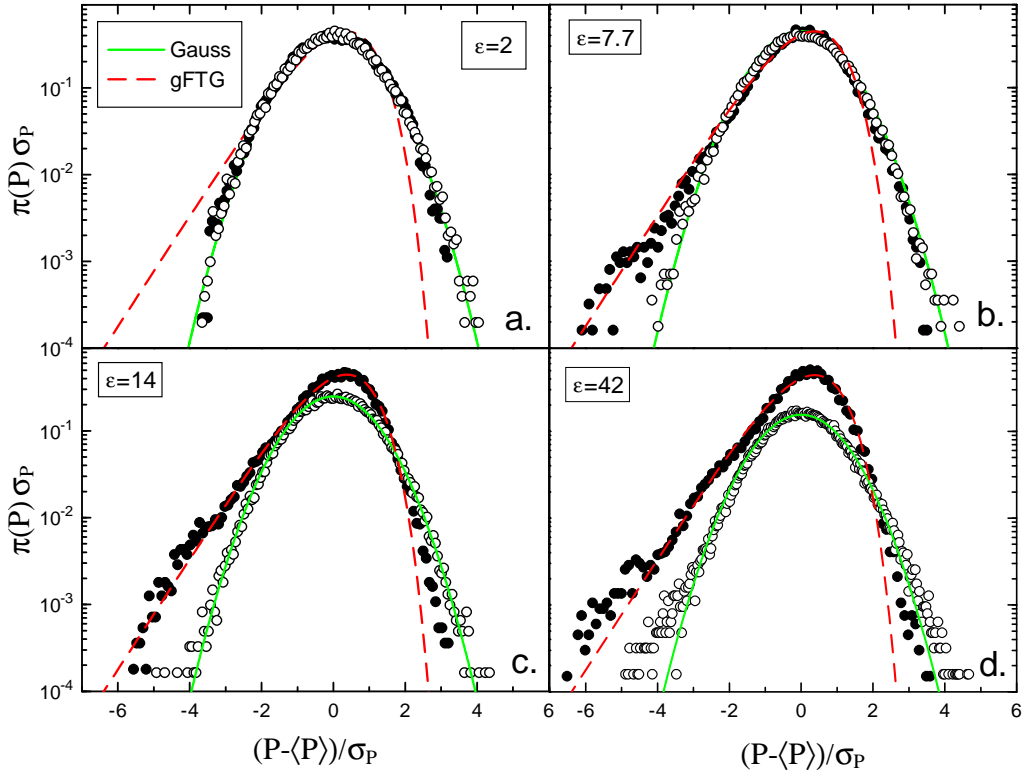 Gauss
gFTG
ε=2
a.
ε=7.7
b.
π(P) σP
10^-1
10^-2
10^-3
10^-4
ε=14
c.
ε=42
d.
π(P) σP
10^-1
10^-2
10^-3
10^-4
-6 -4 -2 0 2 4 -6 -4 -2 0 2 4 6
(P-⟨P⟩)/σP (P-⟨P⟩)/σP